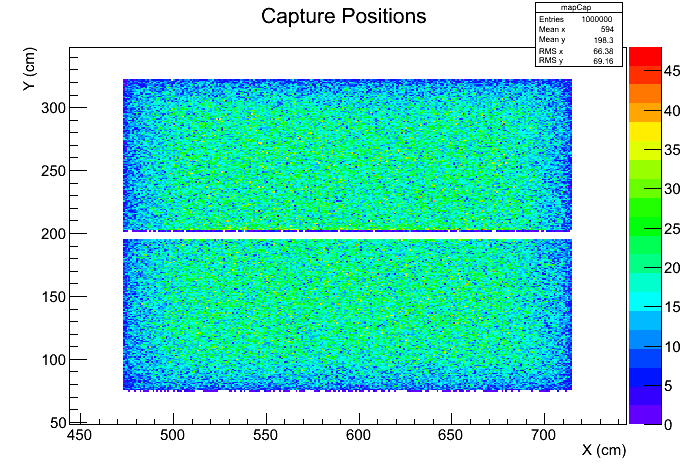 Capture Positions
mapCap
Entries 1000000
Mean x 594
Mean y 198.3
RMS x 66.38
RMS y 69.16
Y (cm)
300
250
200
150
100
50
450 500 550 600 650 700
X (cm)
45
40
35
30
25
20
15
10
5
0